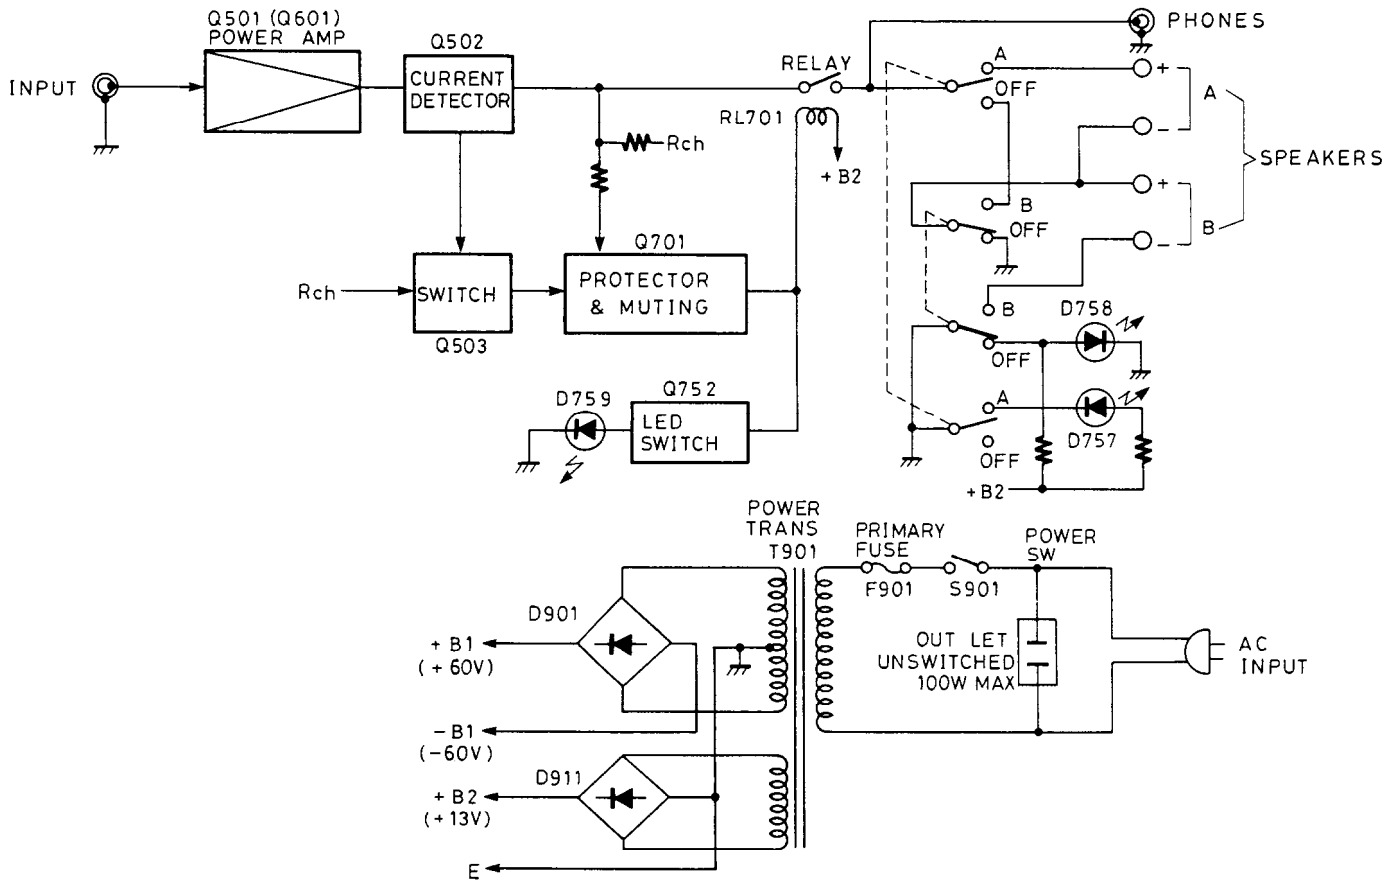 Q501 (Q601)
POWER AMP
INPUT
Q502
CURRENT
DETECTOR
RELAY
RL701
+B2
Rch
PHONES
A
OFF
+
−
A
SPEAKERS
B
OFF
+
−
B
Q701
PROTECTOR
& MUTING
Rch
SWITCH
Q503
B
OFF
D758
A
OFF
D757
+B2
D759
Q752
LED
SWITCH
POWER
TRANS
T901
PRIMARY
FUSE
F901
S901
POWER
SW
OUT LET
UNSWITCHED
100W MAX
AC
INPUT
D901
+B1
(+60V)
−B1
(−60V)
D911
+B2
(+13V)
E